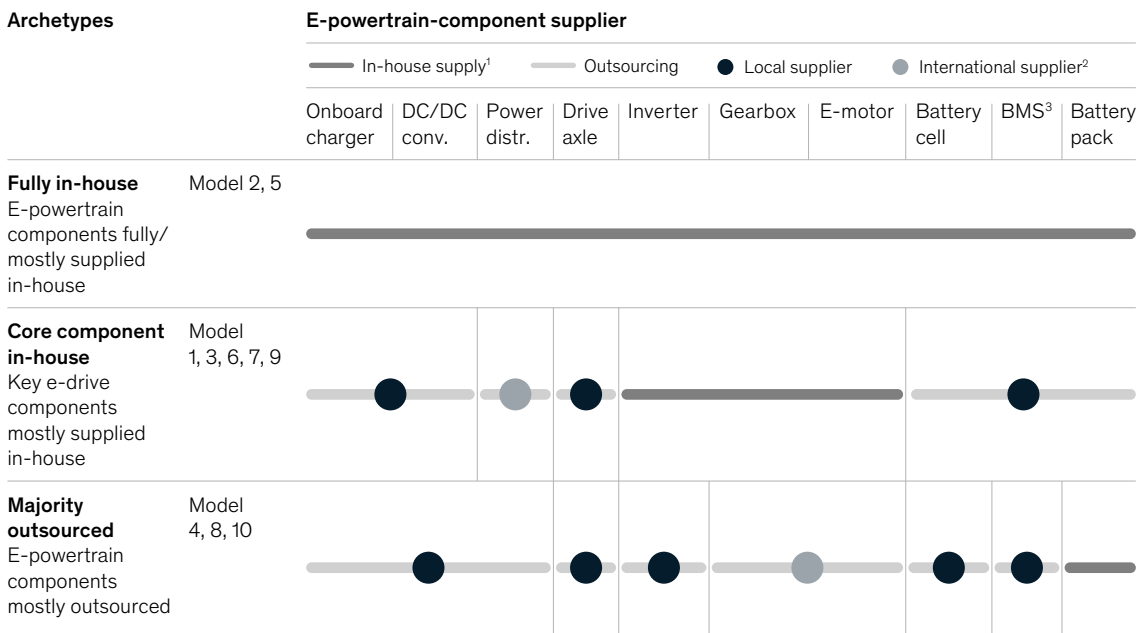 Archetypes
E-powertrain-component supplier
In-house supply¹
Outsourcing
Local supplier
International supplier²
Onboard
charger
DC/DC
conv.
Power
distr.
Drive
axle
Inverter
Gearbox
E-motor
Battery
cell
BMS³
Battery
pack
Fully in-house
E-powertrain
components fully/
mostly supplied
in-house
Model 2, 5
Core component
in-house
Key e-drive
components
mostly supplied
in-house
Model
1, 3, 6, 7, 9
Majority
outsourced
E-powertrain
components
mostly outsourced
Model
4, 8, 10